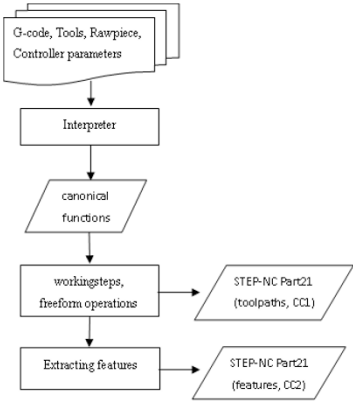 G-code, Tools, Rawpiece,
Controller parameters
Interpreter
canonical
functions
workingsteps,
freeform operations
STEP-NC Part21
(toolpaths, CC1)
Extracting features
STEP-NC Part21
(features, CC2)